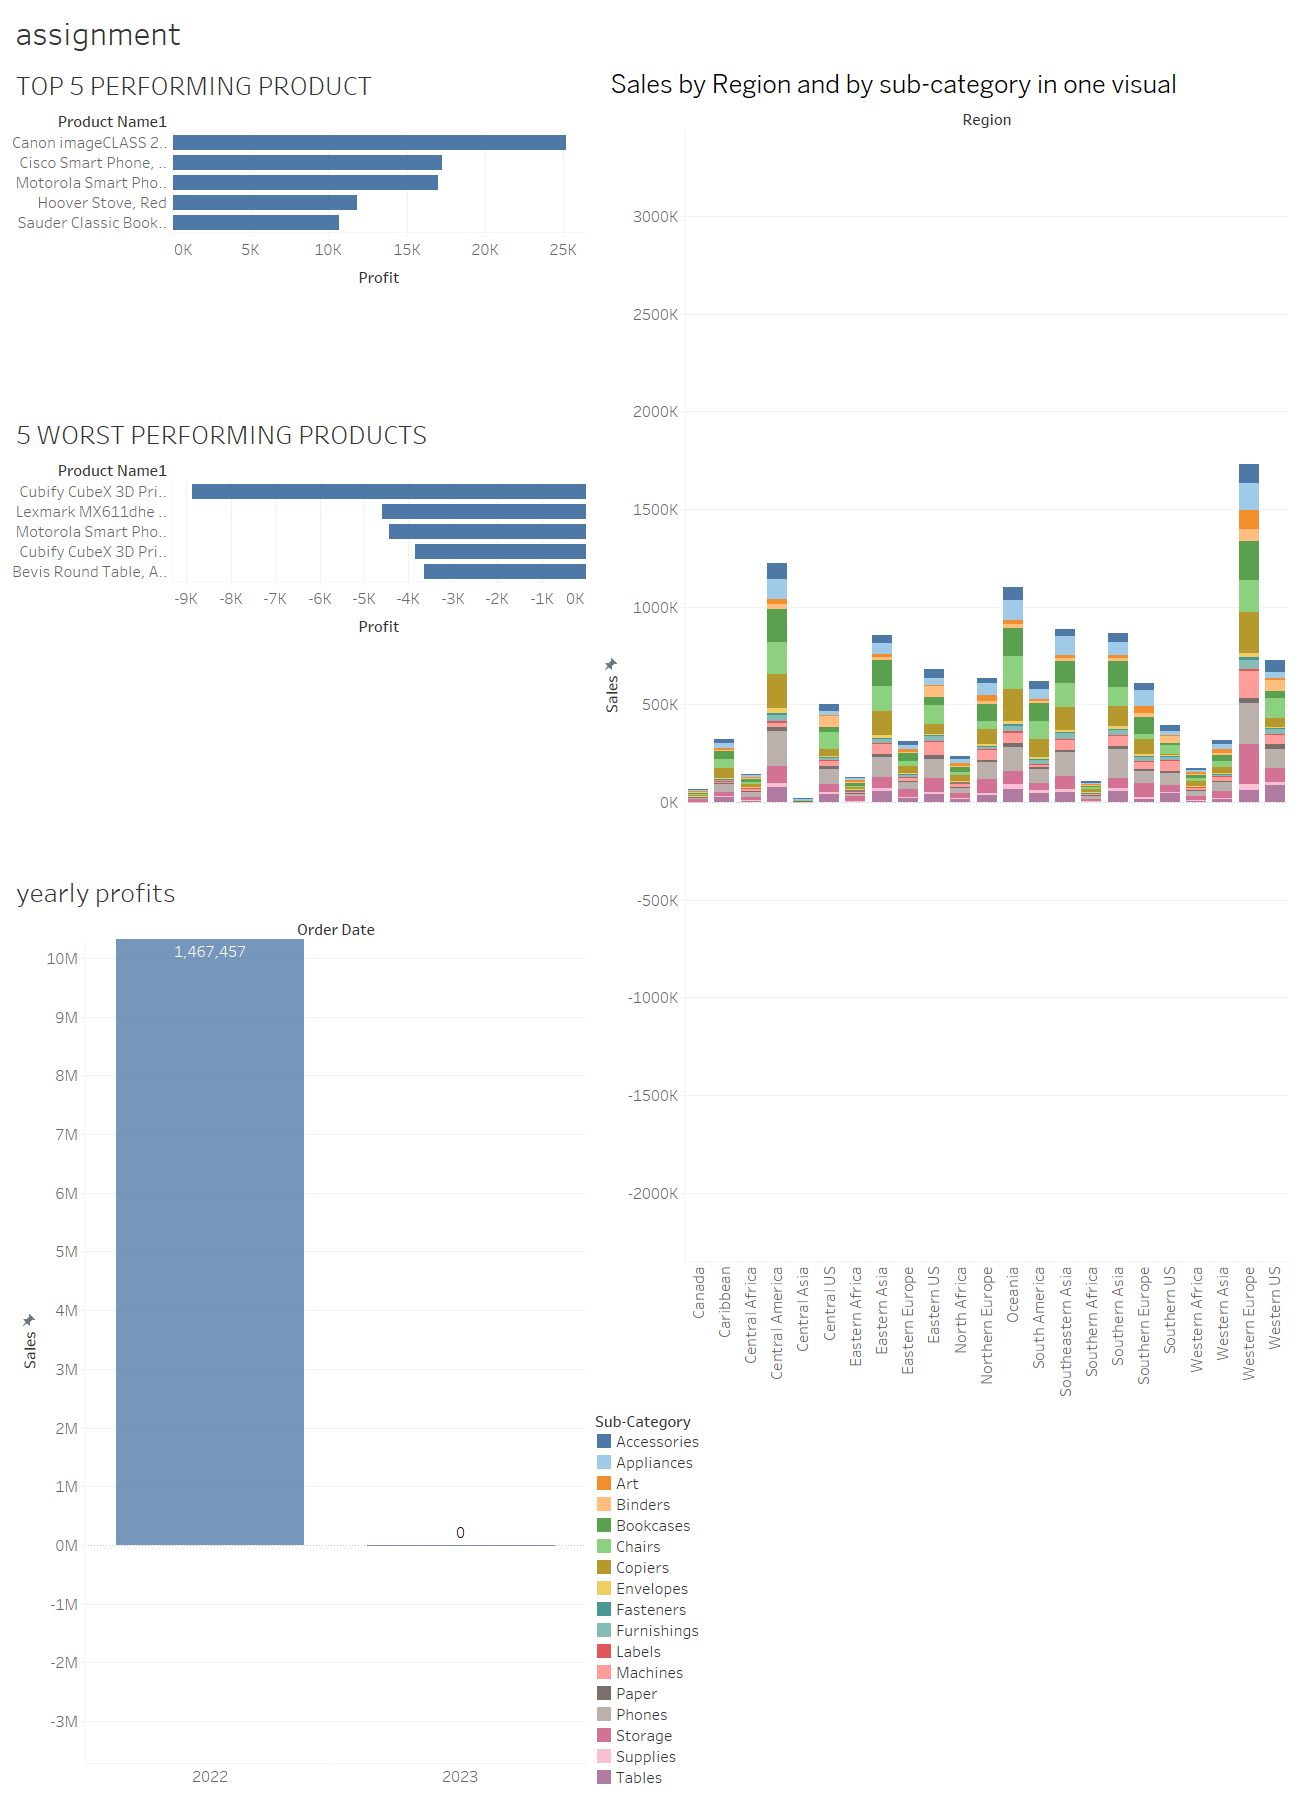 assignment
TOP 5 PERFORMING PRODUCT
Product Name1
Canon imageCLASS 2..
Cisco Smart Phone, ..
Motorola Smart Pho..
Hoover Stove, Red
Sauder Classic Book..
0K 5K 10K 15K 20K 25K
Profit
5 WORST PERFORMING PRODUCTS
Product Name1
Cubify CubeX 3D Pri..
Lexmark MX611dhe ..
Motorola Smart Pho..
Cubify CubeX 3D Pri..
Bevis Round Table, A..
-9K -8K -7K -6K -5K -4K -3K -2K -1K 0K
Profit
yearly profits
Order Date
1,467,457
0
10M
9M
8M
7M
6M
5M
4M
3M
2M
1M
0M
-1M
-2M
-3M
Sales
2022 2023
Sales by Region and by sub-category in one visual
Region
3000K
2500K
2000K
1500K
1000K
500K
0K
-500K
-1000K
-1500K
-2000K
Sales
Canada
Caribbean
Central Africa
Central America
Central Asia
Central US
Eastern Africa
Eastern Asia
Eastern Europe
Eastern US
North Africa
Northern Europe
Oceania
South America
Southeastern Asia
Southern Africa
Southern Asia
Southern Europe
Southern US
Western Africa
Western Asia
Western Europe
Western US
Sub-Category
Accessories
Appliances
Art
Binders
Bookcases
Chairs
Copiers
Envelopes
Fasteners
Furnishings
Labels
Machines
Paper
Phones
Storage
Supplies
Tables